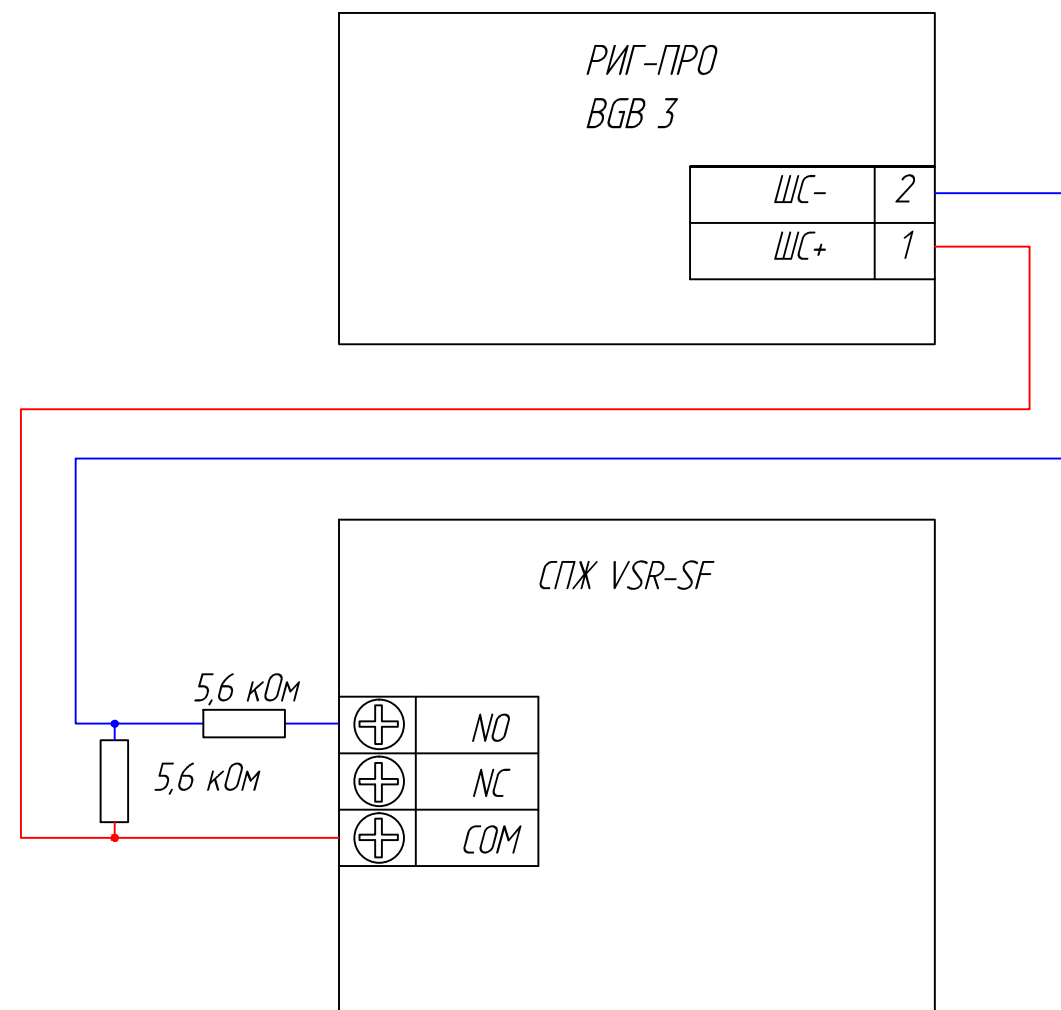 РИГ-ПРО
BGB 3
ШС- 2
ШС+ 1
СПЖ VSR-SF
5,6 кОм
NO
5,6 кОм
NC
COM